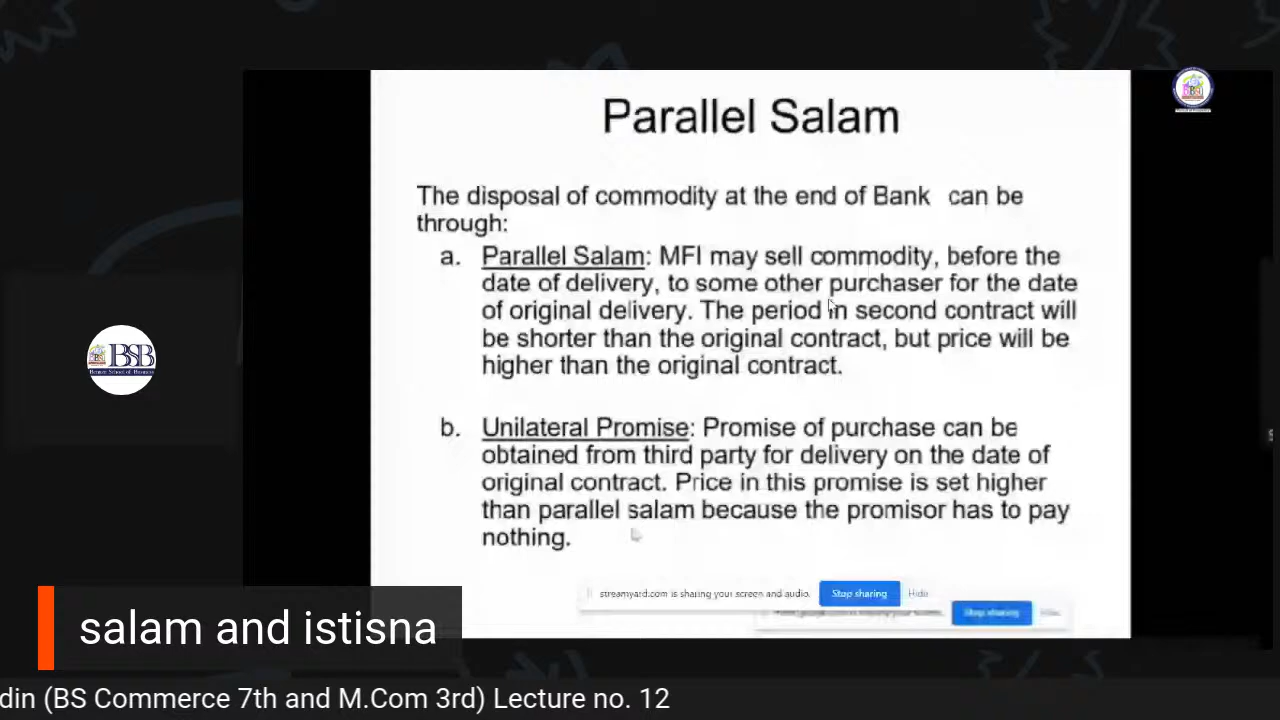 Parallel Salam
The disposal of commodity at the end of Bank can be
through:
a. Parallel Salam: MFI may sell commodity, before the
date of delivery, to some other purchaser for the date
of original delivery. The period in second contract will
be shorter than the original contract, but price will be
higher than the original contract.
b. Unilateral Promise: Promise of purchase can be
obtained from third party for delivery on the date of
original contract. Price in this promise is set higher
than parallel salam because the promisor has to pay
nothing.
BSB
streamyard.com is sharing your screen and audio. Stop sharing Hide
Stop sharing
salam and istisna
din (BS Commerce 7th and M.Com 3rd) Lecture no. 12